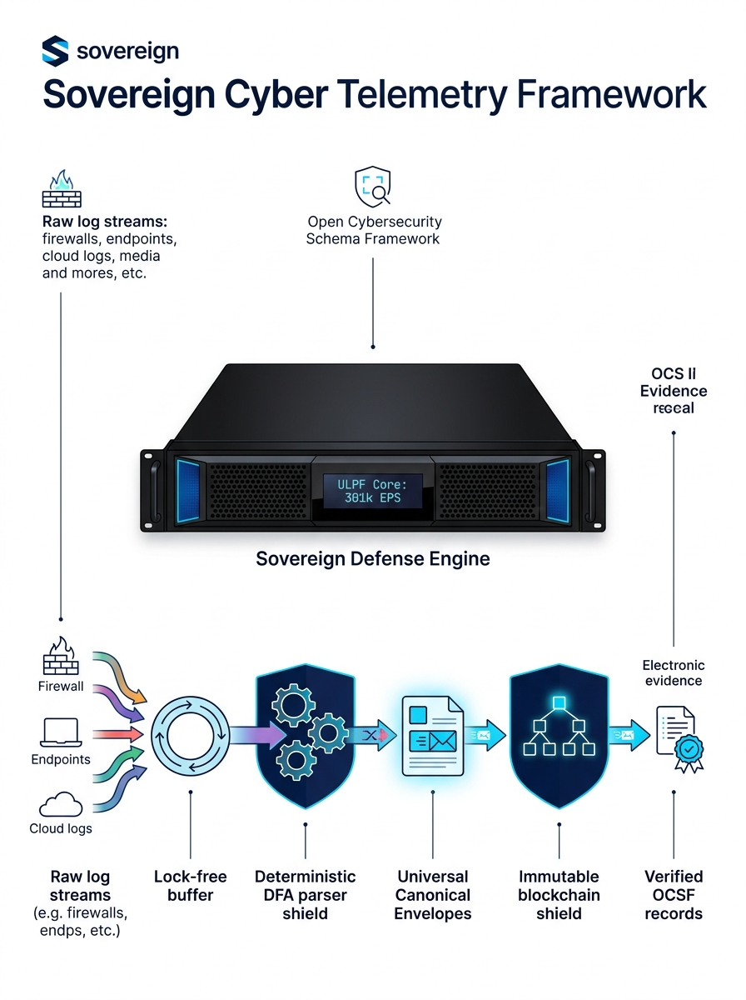 sovereign
Sovereign Cyber Telemetry Framework
Raw log streams:
firewalls, endpoints,
cloud logs, media
and mores, etc.
Open Cybersecurity
Schema Framework
OCS
Evidence
ULPF Core:
301k EPS
Sovereign Defense Engine
Firewall
Endpoints
Cloud logs
Electronic
evidence
Raw log
streams
(e.g. firewalls,
endps, etc.)
Lock-free
buffer
Deterministic
DFA parser
shield
Universal
Canonical
Envelopes
Immutable
blockchain
shield
Verified
OCSF
records